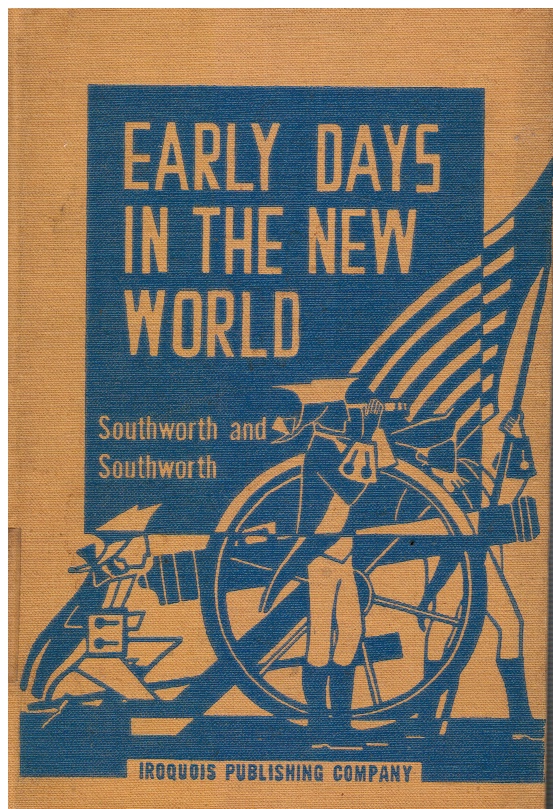 EARLY DAYS
IN THE NEW
WORLD
Southworth and
Southworth
IROQUOIS PUBLISHING COMPANY